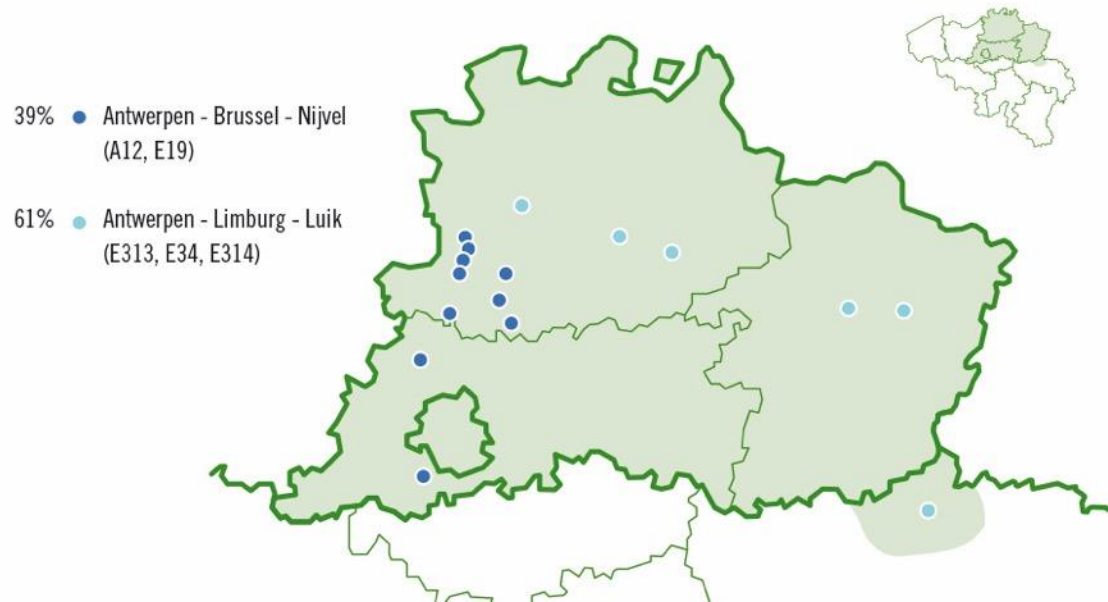 39% Antwerpen - Brussel - Nijvel
(A12, E19)
61% Antwerpen - Limburg - Luik
(E313, E34, E314)